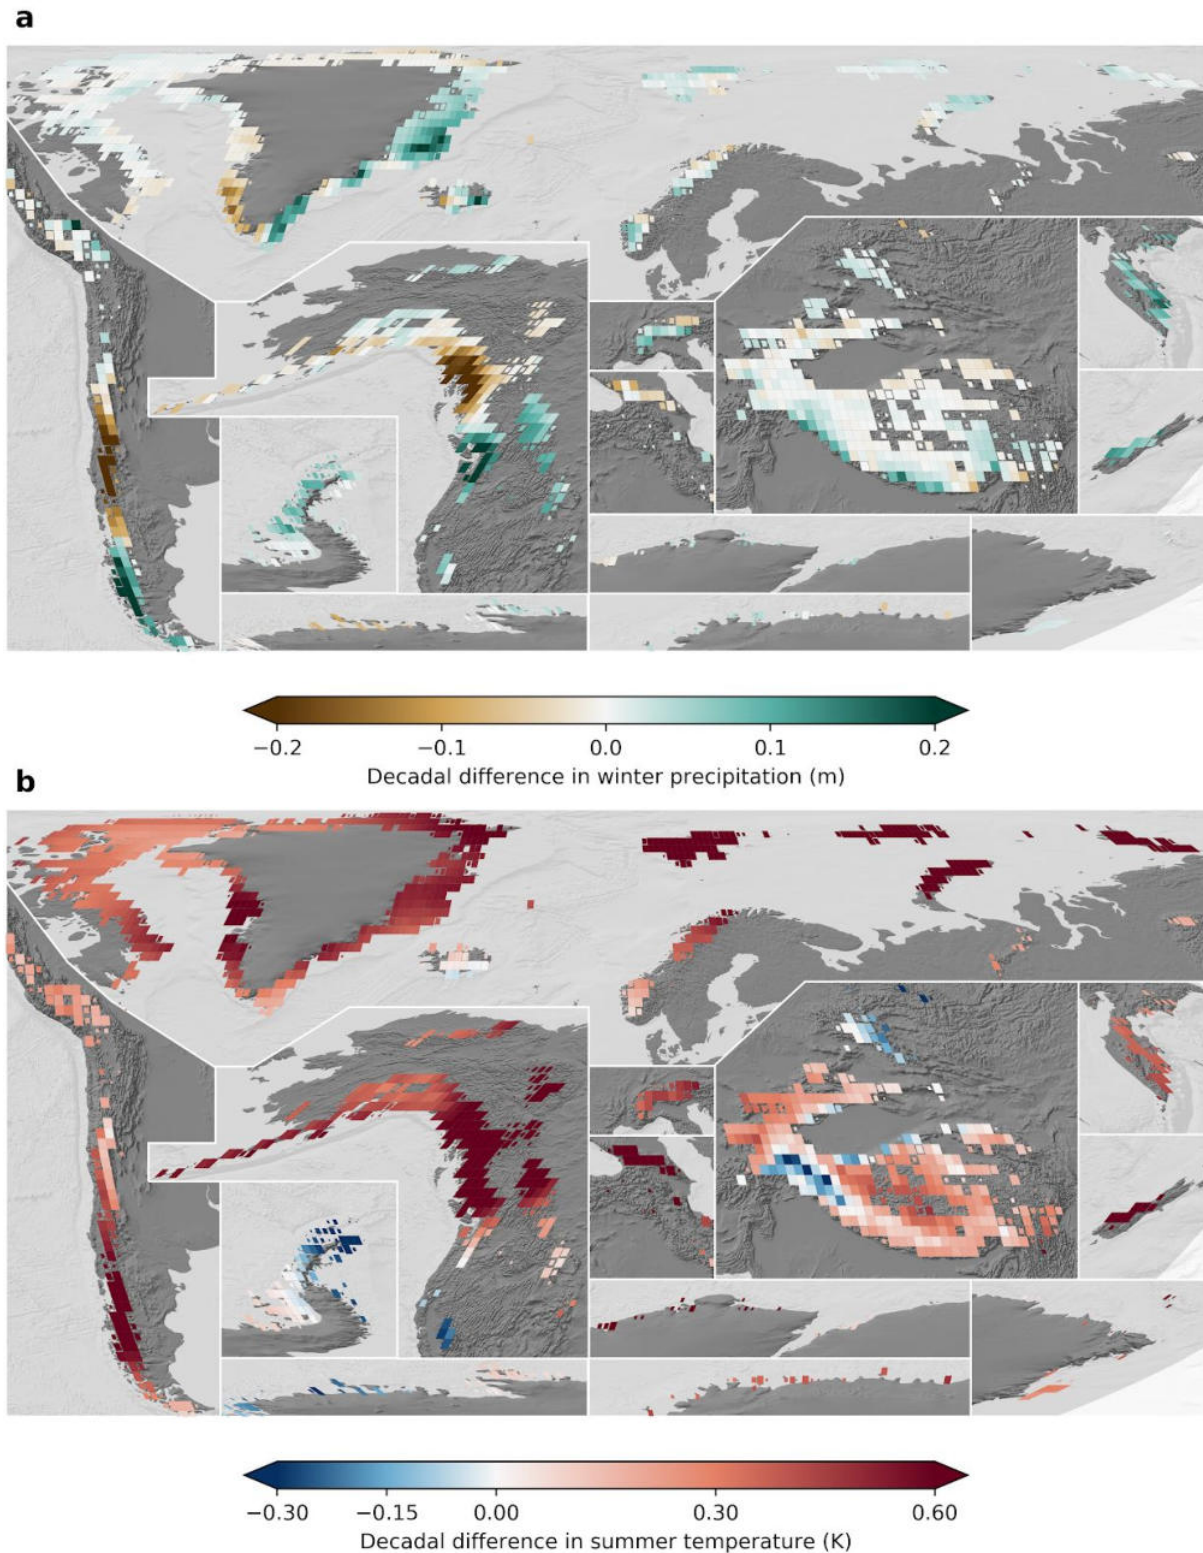 a
−0.2 −0.1 0.0 0.1 0.2
Decadal difference in winter precipitation (m)
b
−0.30 −0.15 0.00 0.30 0.60
Decadal difference in summer temperature (K)